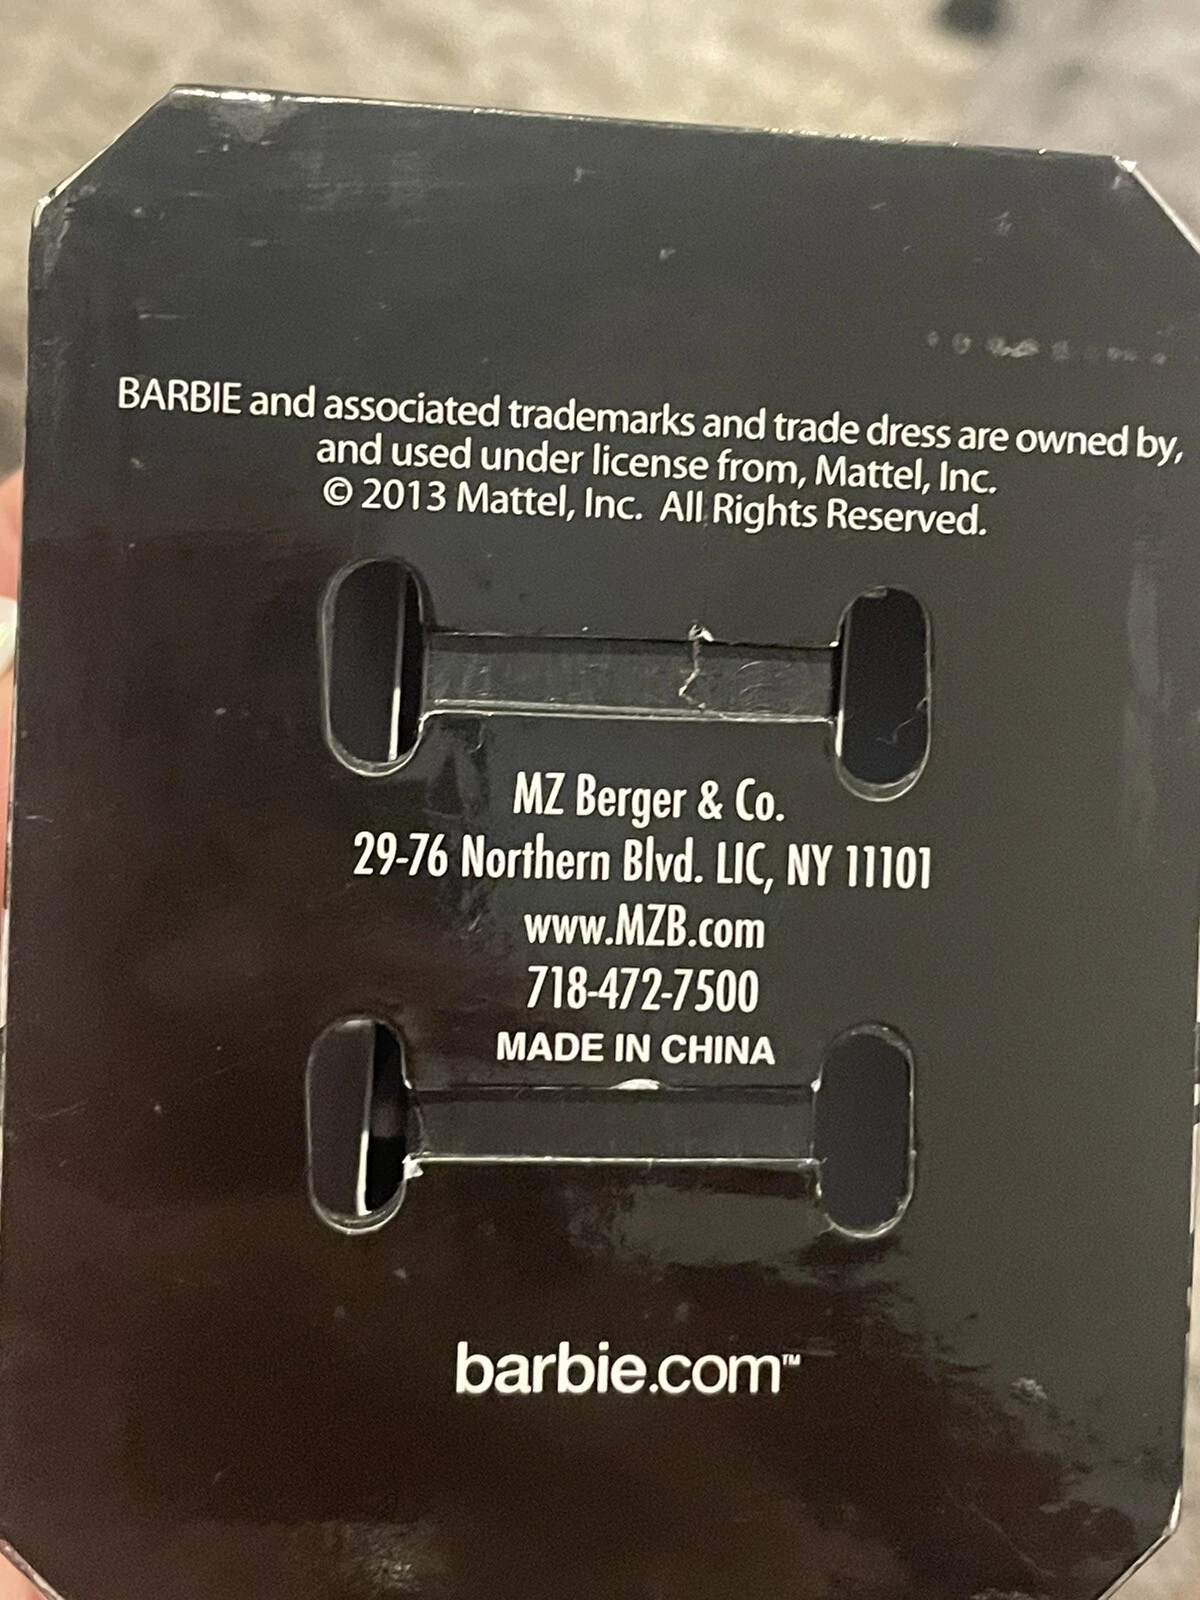 BARBIE and associated trademarks and trade dress are owned by,
and used under license from, Mattel, Inc.
© 2013 Mattel, Inc. All Rights Reserved.
MZ Berger & Co.
29-76 Northern Blvd. LIC, NY 11101
www.MZB.com
718-472-7500
MADE IN CHINA
barbie.com™